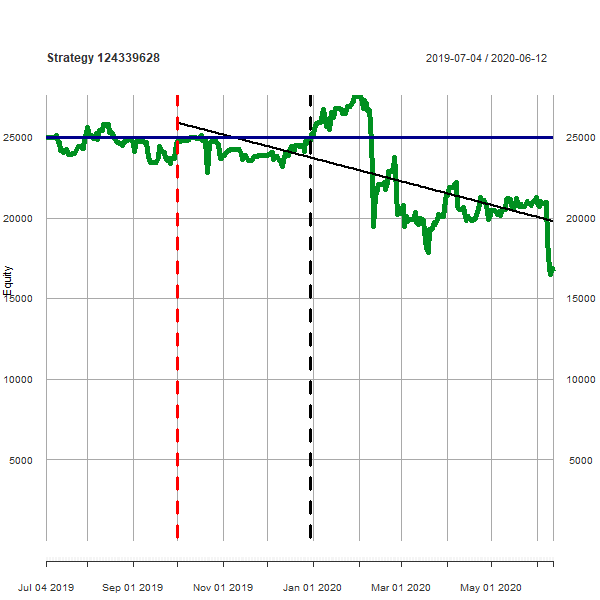 Strategy 124339628
2019-07-04 / 2020-06-12
25000
25000
20000
20000
Equity
15000
15000
10000
10000
5000
5000
Jul 04 2019
Sep 01 2019
Nov 01 2019
Jan 01 2020
Mar 01 2020
May 01 2020